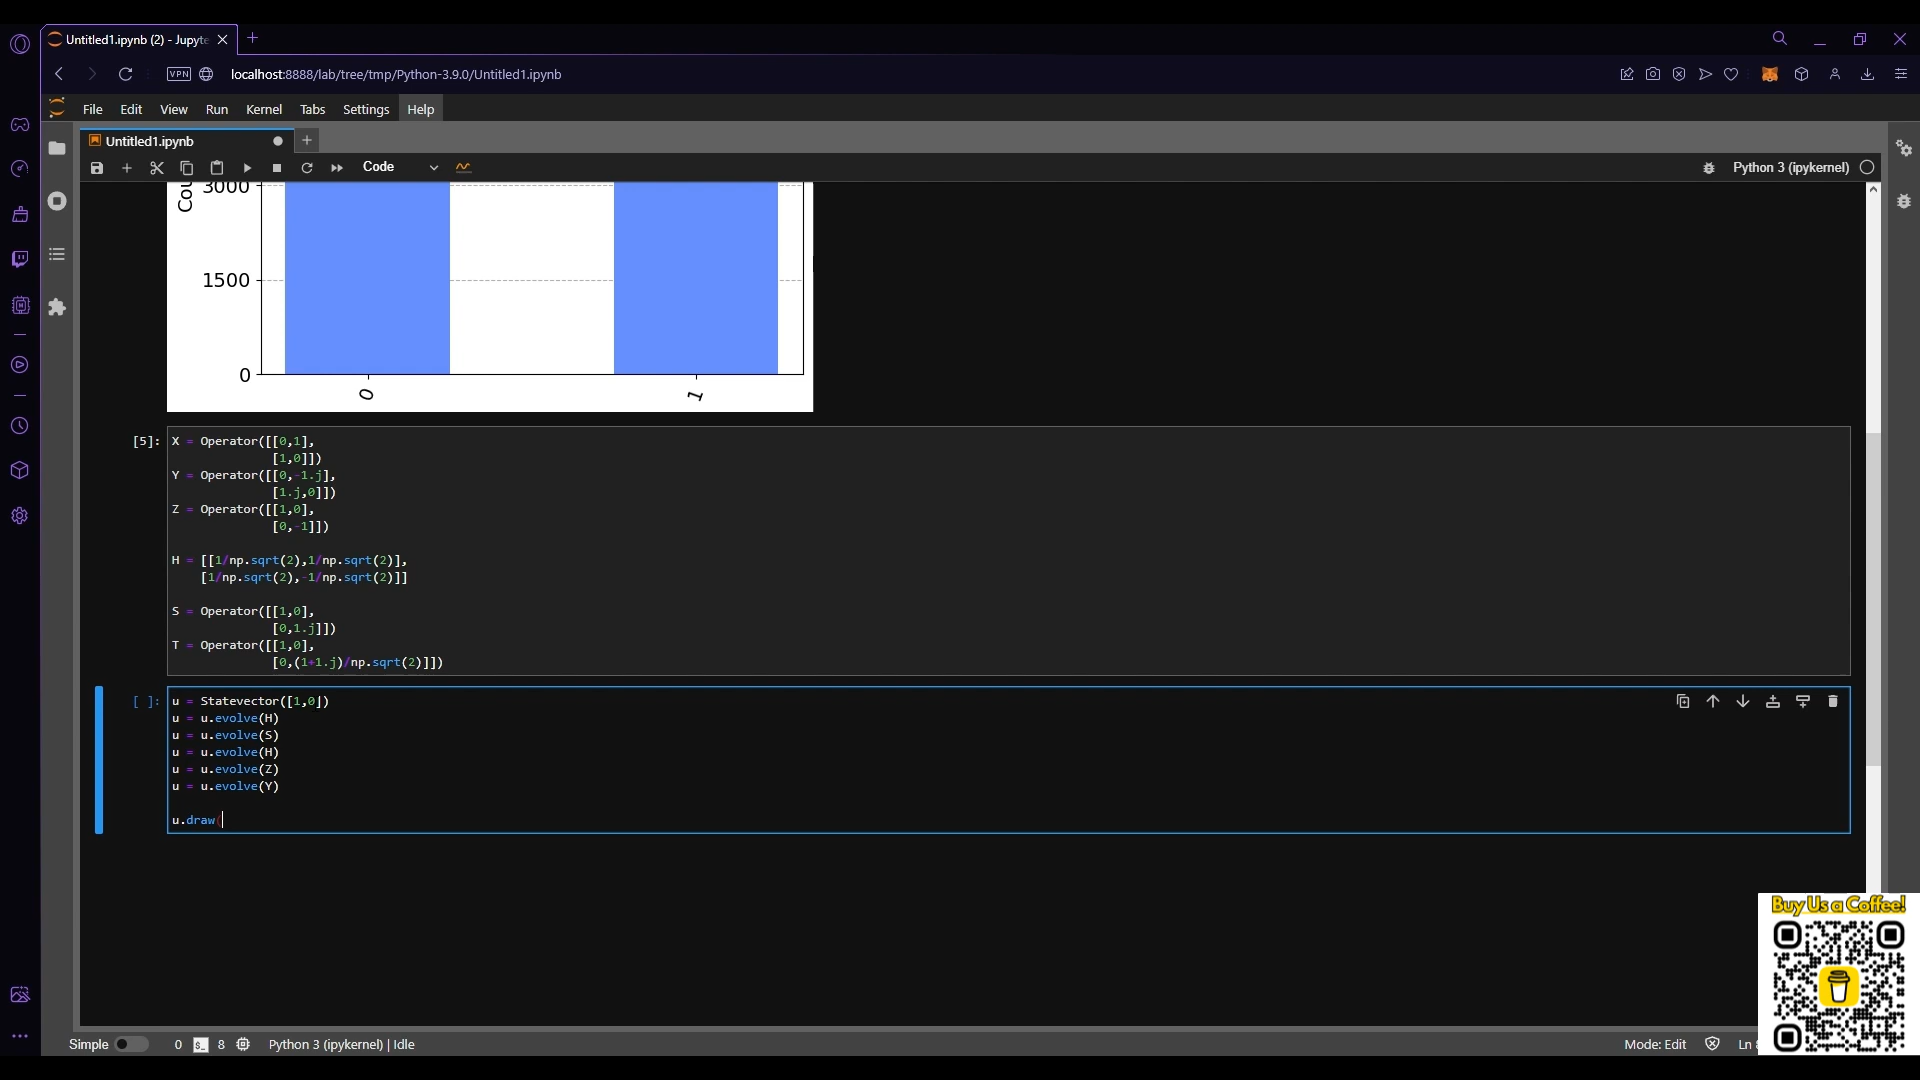 Untitled1.ipynb (2) - Jupyte
VPN
localhost:8888/lab/tree/tmp/Python-3.9.0/Untitled1.ipynb
File Edit View Run Kernel Tabs Settings Help
Untitled1.ipynb
Code
Python 3 (ipykernel)
Cou
3000
1500
0
0 1
[5]:
X = Operator([[0,1],
[1,0]])
Y = Operator([[0,-1.j],
[1.j,0]])
Z = Operator([[1,0],
[0,-1]])
H = [[1/np.sqrt(2),1/np.sqrt(2)],
[1/np.sqrt(2),-1/np.sqrt(2)]]
S = Operator([[1,0],
[0,1.j]])
T = Operator([[1,0],
[0,(1+1.j)/np.sqrt(2)]])
[ ]:
u = Statevector([1,0])
u = u.evolve(H)
u = u.evolve(S)
u = u.evolve(H)
u = u.evolve(Z)
u = u.evolve(Y)
u.draw(
Buy Us a Coffee!
Simple 0 $_ 8 Python 3 (ipykernel) | Idle
Mode: Edit Ln